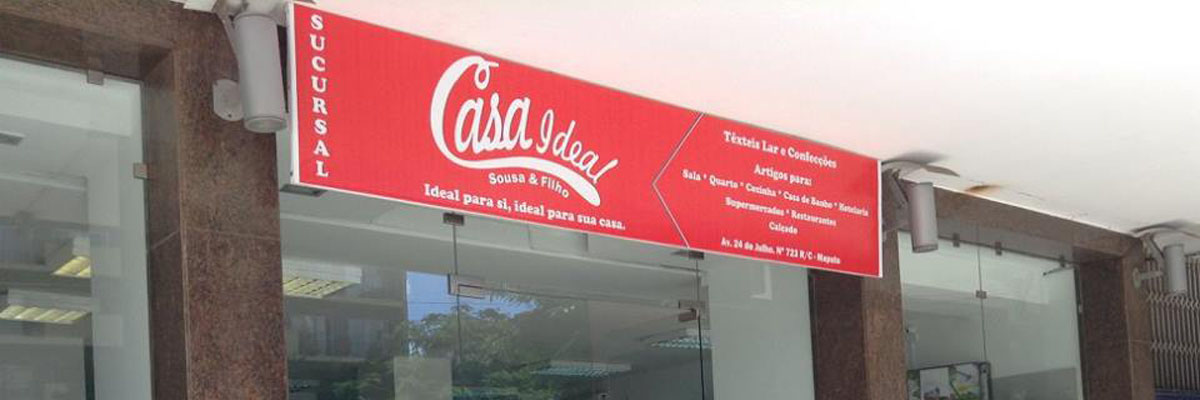 SUCURSAL
Casa Ideal
Sousa & Filho
Ideal para si, ideal para sua casa.
Téxteis Lar e Confecções
Artigos para:
Sala * Quarto * Cozinha * Casa de Banho * Hotelaria
Supermercados * Restaurantes
Calçado
Av. 24 de Julho. Nº 723 R/C - Maputo